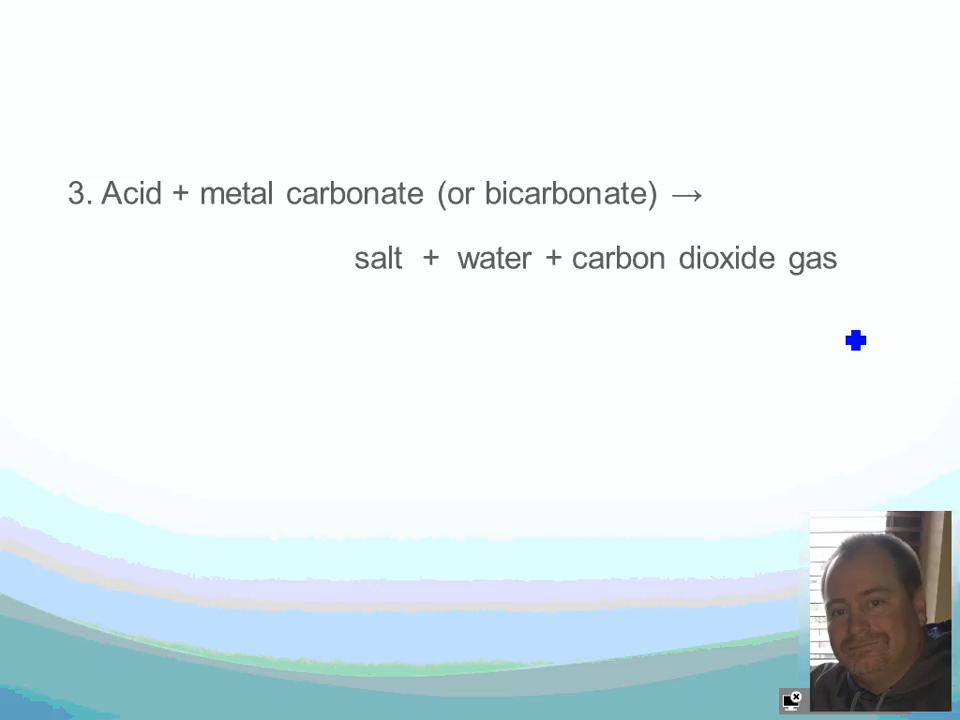 3. Acid + metal carbonate (or bicarbonate) →
salt + water + carbon dioxide gas